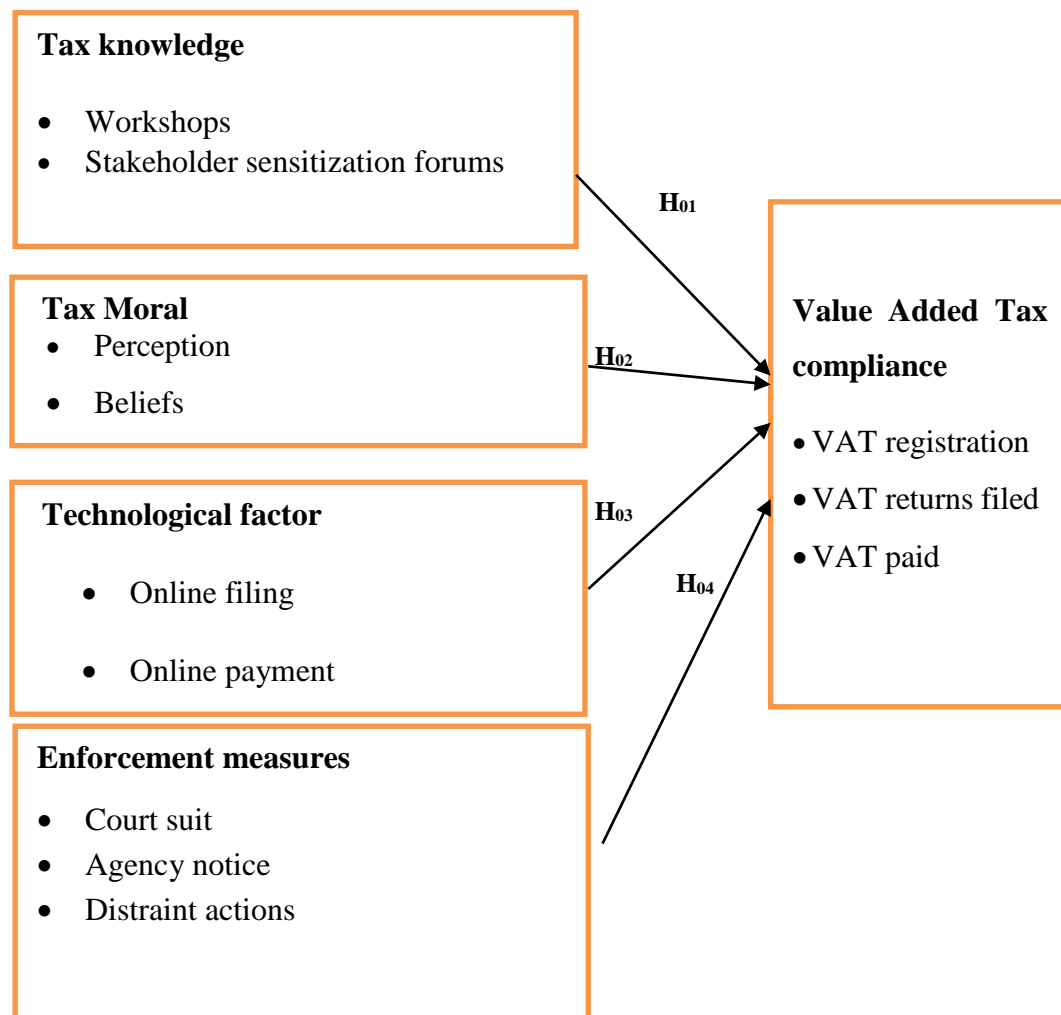 Tax knowledge
• Workshops
• Stakeholder sensitization forums
H01
Tax Moral
• Perception
• Beliefs
H02
Technological factor
• Online filing
• Online payment
H03
Enforcement measures
• Court suit
• Agency notice
• Distraint actions
H04
Value Added Tax
compliance
• VAT registration
• VAT returns filed
• VAT paid